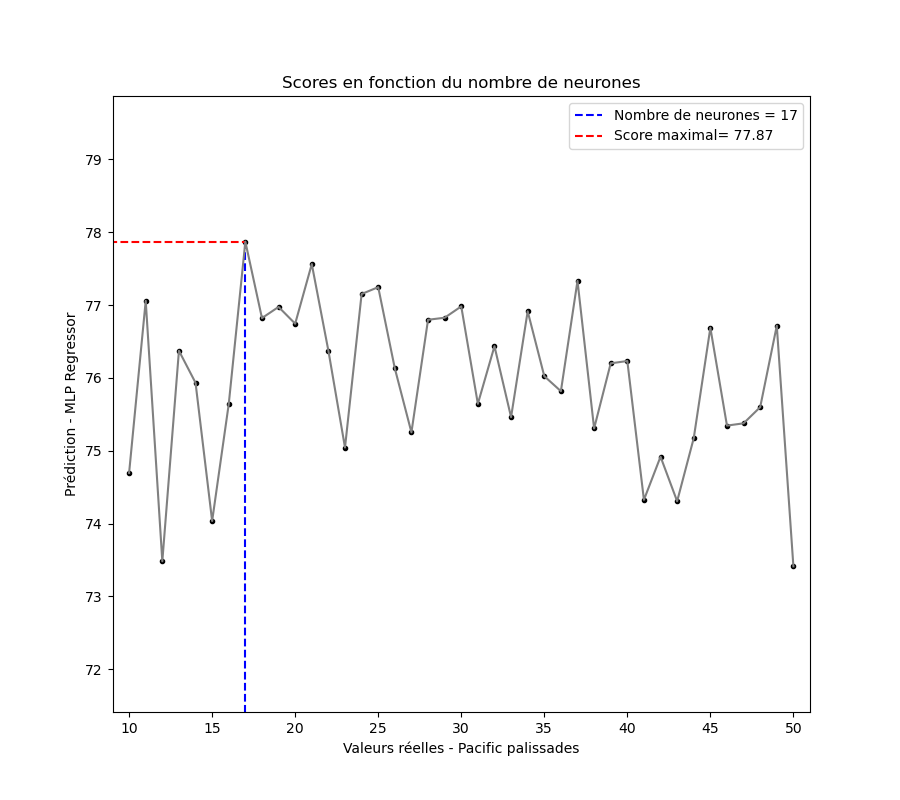 Scores en fonction du nombre de neurones
Nombre de neurones = 17
Score maximal= 77.87
79
78
77
76
75
74
73
72
Prédiction - MLP Regressor
10 15 20 25 30 35 40 45 50
Valeurs réelles - Pacific palissades